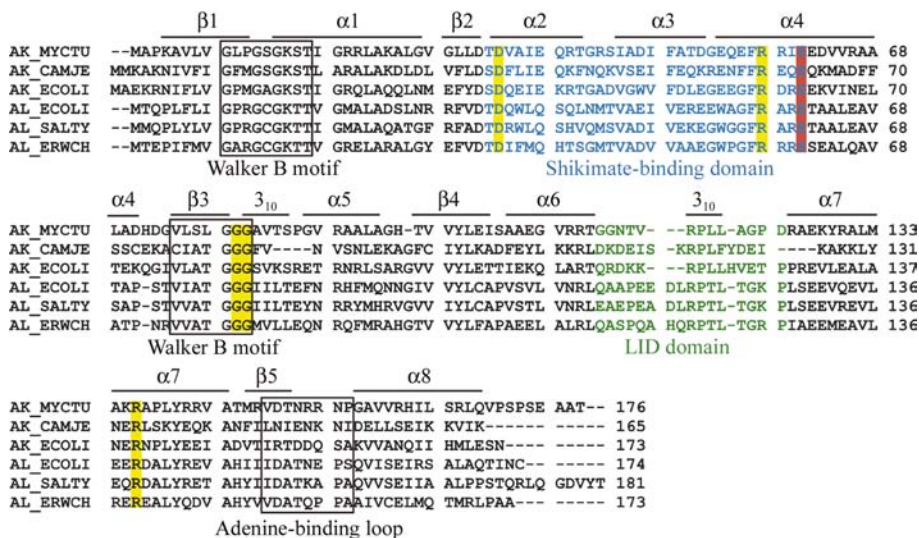 β1 α1 β2 α2 α3 α4
AK_MYCTU --MAPKAVLVL GLPGSGKSTI GRRLAKALGV GLLDTDVAIE QRTGRSIADI FATDGEQEFR RIEEDVVRAA 68
AK_CAMJE MMKAKNIVFI GFMGSGKSTL ARALAKDLDL VFLDSDFLIE QKFNQKVSEI FEQKRENFFR EQEQKMADFF 70
AK_ECOLI MAEKRNIFLV GPMGAGKSTI GRQLAQQLNM EFYDSDQEIE KRTGADVGWV FDLEGEEGFR DREEKVINEL 70
AL_ECOLI --MTQPLFLI GPRGCGKTTV GMALADSLNR RFVDTDQWLQ SQLNMTVAEI VEREEWAGFR ARETAALEAV 68
AL_SALTY --MMQPLYLV GPRGCGKTTI GMALAQATGF RFADTDRWLQ SHVQMSVADI VEKEGWGGFR ARETAALEAV 68
AL_ERWCH --MTEPIFMV GARGCGKTTV GRELARALGY EFVDTDIFMQ HTSGMTVADV VAAEGWPGFR RRESEALQAV 68
Walker B motif Shikimate-binding domain
α4 β3 3₁₀ α5 β4 α6 3₁₀ α7
AK_MYCTU LADHDGVLSLG GGAVTSPGV RAALAGH-TV VYLEISAAEG VRRTGGNTV- --RPLL-AGP DRAEKYRALM 133
AK_CAMJE SSCEKACIAT GGGFV----N VSNLEKAGFC IYLKADFEYL KKRLDKDEIS K-RPLFYDEI ----KAKKLY 131
AK_ECOLI TEKQGIVLAT GGGSVKSRET RNRLSARGVV VYLETTIEKQ LARTQRDKK- --RPLLHVET PPREVLEALA 137
AL_ECOLI TAP-STVIAT GGGIILTEFN RHFMQNNGIV VYLCAPVSVL VNRLQAAPEE DLRPTL-TGK PLSEEVQEVL 136
AL_SALTY SAP-STVVAT GGGIILTEYN RRYMHRVGVV IYLCAPVSTL VNRLEAEPEA DLRPTL-TGK PLSEEVREVL 136
AL_ERWCH ATP-NRVVAT GGGMVLLEQN RQFMRAHGTV VYLFAPAEEL ALRLQASPQA HQRPTL-TGR PIAEEMEAVL 136
Walker B motif LID domain
α7 β5 α8
AK_MYCTU AKRAPLYRRV ATMRVDTNRR NPGAVVRHIL SRLQVPSPSE AAT-- 176
AK_CAMJE NERLSKYEQK ANFILNIENK NIDELLSEIK KVIK------ ----- 165
AK_ECOLI NERNPLYEEI ADVTIRTDDQ SAKVVANQII HMLESN---- ----- 173
AL_ECOLI EERDALYREV AHIIIDATNE PSQVISEIRS ALAQTINC-- ----- 174
AL_SALTY EQRDALYRET AHYIIDATKA PAQVVSEIIA ALPPSTQRLQ GDVYT 181
AL_ERWCH REREALYQDV AHYVVDATQP PAAIVCELMQ TMRLPAA--- ----- 173
Adenine-binding loop